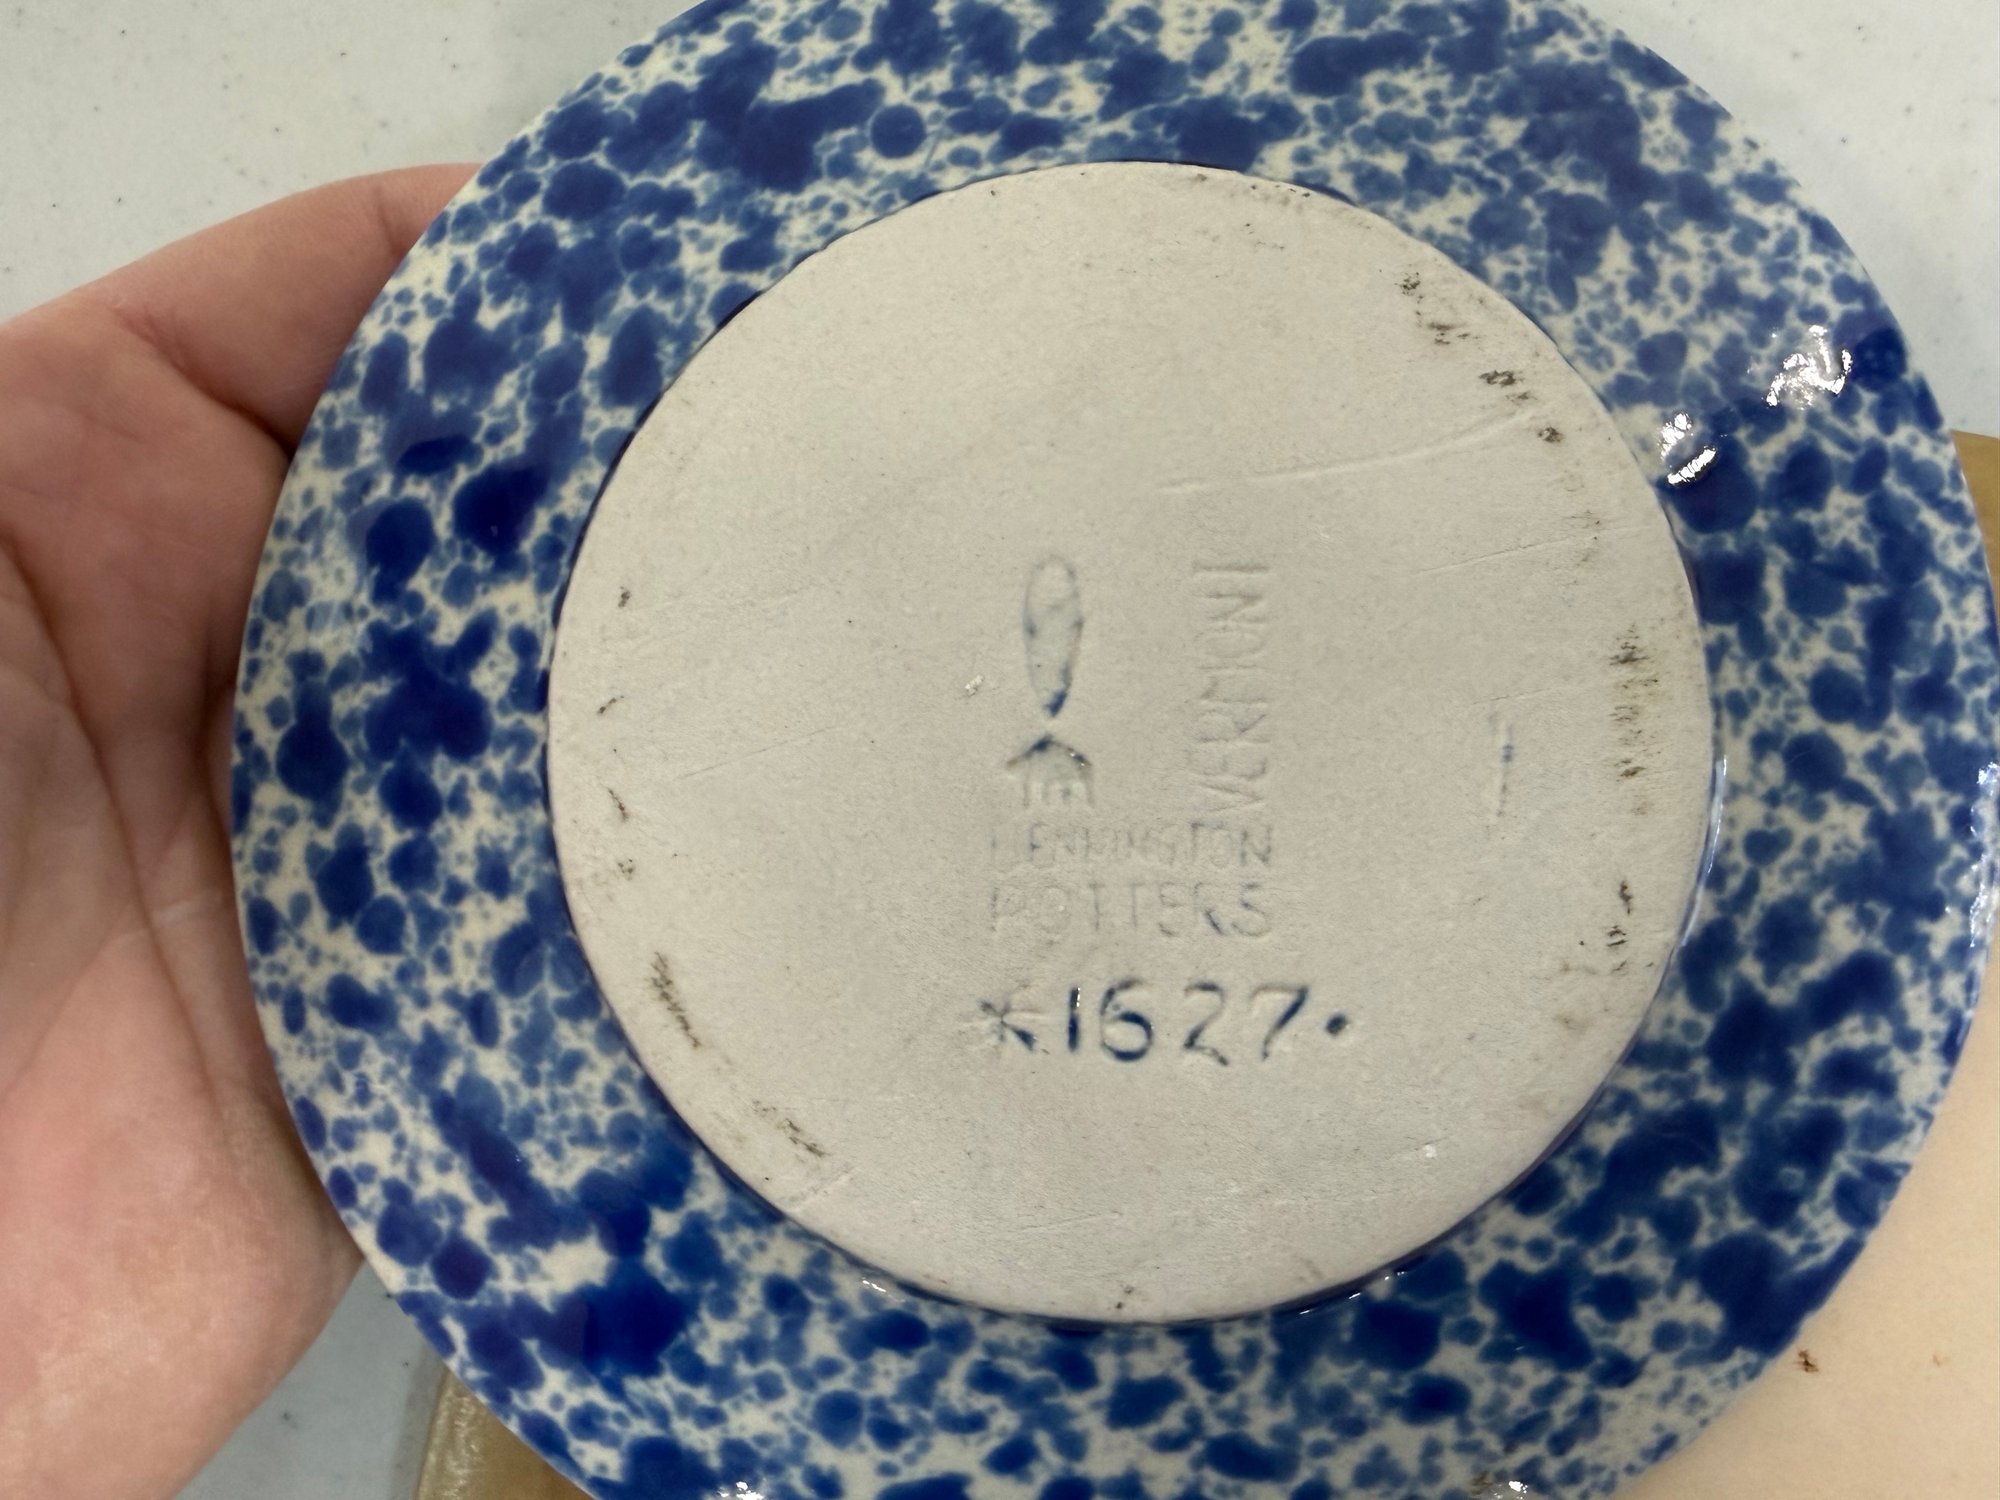 VERMONT
BENNINGTON
POTTERS
*1627.